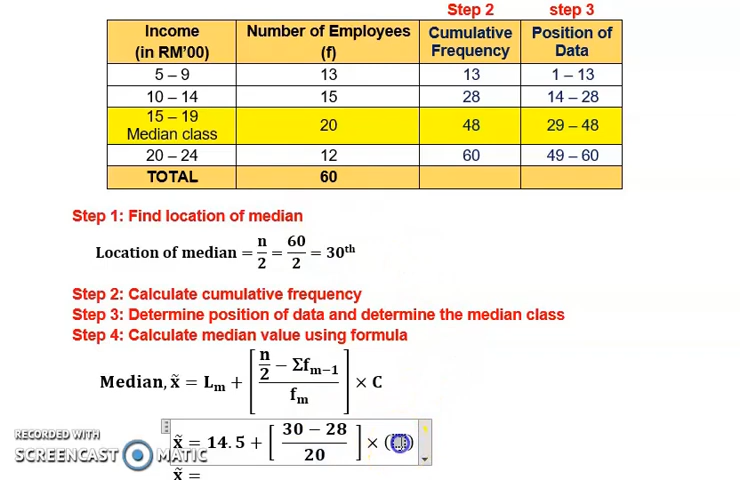 Step 2 step 3
Income (in RM'00) Number of Employees (f) Cumulative Frequency Position of Data
5 – 9 13 13 1 – 13
10 – 14 15 28 14 – 28
15 – 19 Median class 20 48 29 – 48
20 – 24 12 60 49 – 60
TOTAL 60
Step 1: Find location of median
Location of median = n/2 = 60/2 = 30th
Step 2: Calculate cumulative frequency
Step 3: Determine position of data and determine the median class
Step 4: Calculate median value using formula
Median, x̃ = Lm + [ (n/2 − Σfm−1) / fm ] × C
x̃ = 14.5 + [ (30 − 28) / 20 ] × ( )
x̃ =
RECORDED WITH
SCREENCAST MATIC